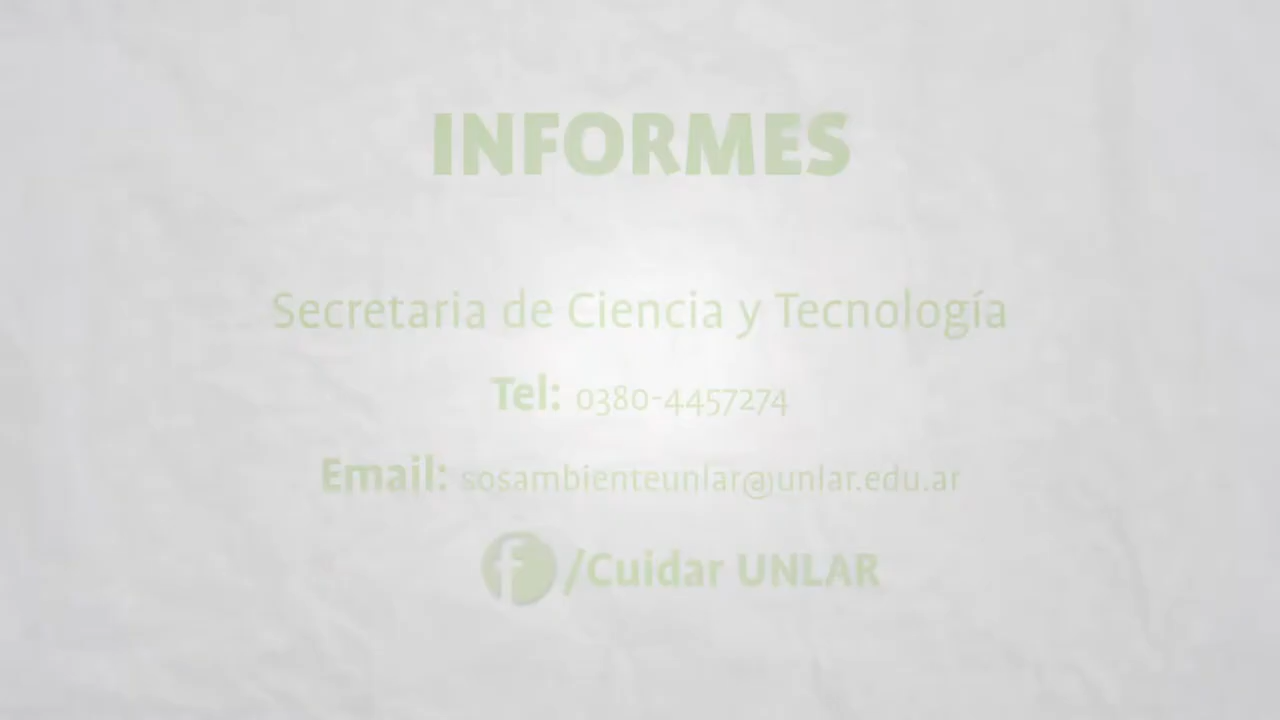 INFORMES
Secretaria de Ciencia y Tecnología
Tel: 0380-4457274
Email: sosambienteunlar@unlar.edu.ar
f /Cuidar UNLAR